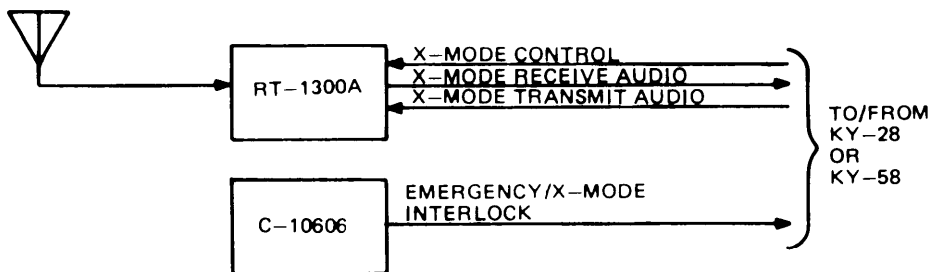 X-MODE CONTROL
RT-1300A
X-MODE RECEIVE AUDIO
X-MODE TRANSMIT AUDIO
TO/FROM
KY-28
OR
KY-58
EMERGENCY/X-MODE
INTERLOCK
C-10606